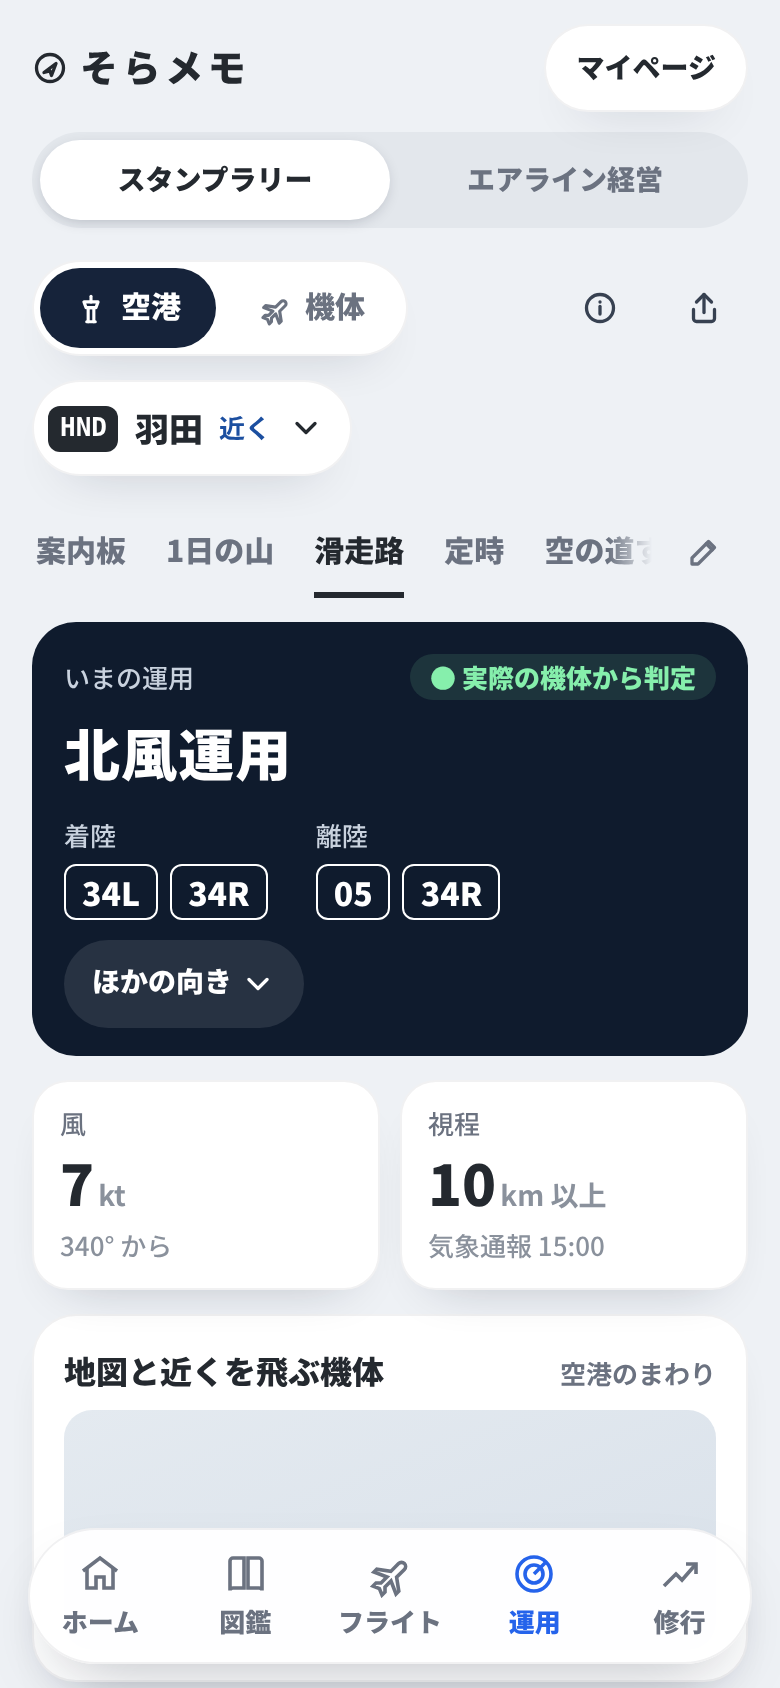 そらメモ
マイページ
スタンプラリー
エアライン経営
空港
機体
HND 羽田 近く
案内板 1日の山 滑走路 定時 空の道
いまの運用
実際の機体から判定
北風運用
着陸
離陸
34L 34R
05 34R
ほかの向き
風
7 kt
340° から
視程
10 km 以上
気象通報 15:00
地図と近くを飛ぶ機体
空港のまわり
ホーム 図鑑 フライト 運用 修行